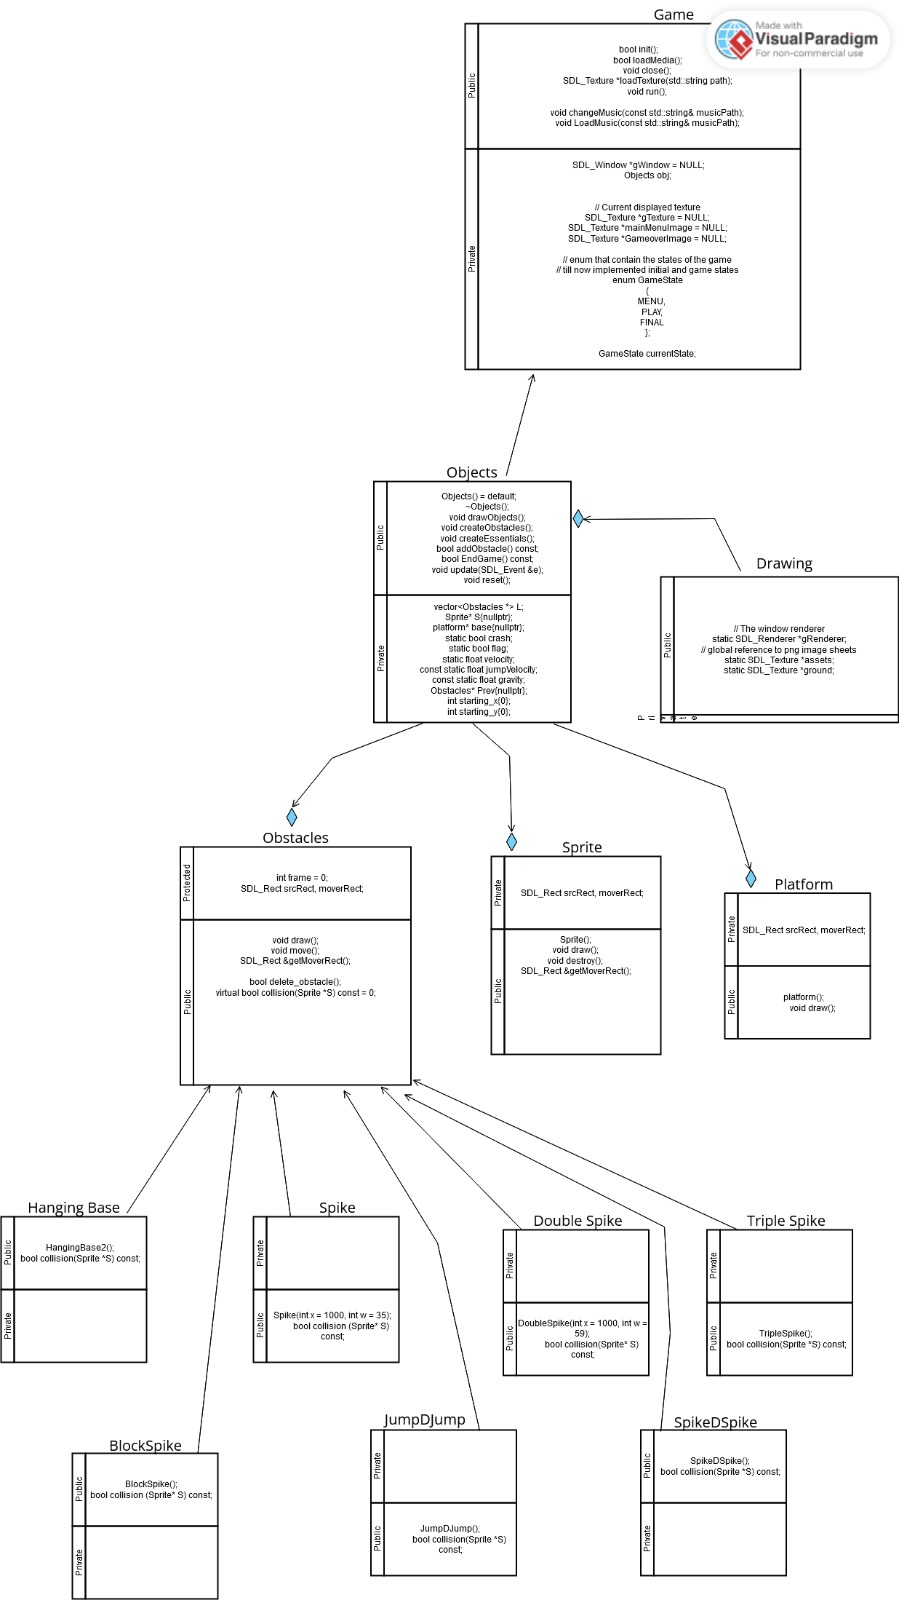 Game
Made with
Visual Paradigm
For non-commercial use
Public
bool init();
bool loadMedia();
void close();
SDL_Texture *loadTexture(std::string path);
void run();
void changeMusic(const std::string& musicPath);
void LoadMusic(const std::string& musicPath);
Private
SDL_Window *gWindow = NULL;
Objects obj;
// Current displayed texture
SDL_Texture *gTexture = NULL;
SDL_Texture *mainMenuImage = NULL;
SDL_Texture *GameoverImage = NULL;
// enum that contain the states of the game
// till now implemented initial and game states
enum GameState
{
MENU,
PLAY,
FINAL
};
GameState currentState;
Objects
Public
Objects() = default;
~Objects();
void drawObjects();
void createObstacles();
void createEssentials();
bool addObstacle() const;
bool EndGame() const;
void update(SDL_Event &e);
void reset();
Private
vector<Obstacles *> L;
Sprite* S{nullptr};
platform* base{nullptr};
static bool crash;
static bool flag;
static float velocity;
const static float jumpVelocity;
const static float gravity;
Obstacles* Prev{nullptr};
int starting_x{0};
int starting_y{0};
Drawing
Public
// The window renderer
static SDL_Renderer *gRenderer;
// global reference to png image sheets
static SDL_Texture *assets;
static SDL_Texture *ground;
Private
Obstacles
Protected
int frame = 0;
SDL_Rect srcRect, moverRect;
Public
void draw();
void move();
SDL_Rect &getMoverRect();
bool delete_obstacle();
virtual bool collision(Sprite *S) const = 0;
Sprite
Private
SDL_Rect srcRect, moverRect;
Public
Sprite();
void draw();
void destroy();
SDL_Rect &getMoverRect();
Platform
Private
SDL_Rect srcRect, moverRect;
Public
platform();
void draw();
Hanging Base
Public
HangingBase2();
bool collision(Sprite *S) const;
Private
Spike
Private
Public
Spike(int x = 1000, int w = 35);
bool collision (Sprite* S)
const;
Double Spike
Private
Public
DoubleSpike(int x = 1000, int w =
59);
bool collision(Sprite* S)
const;
Triple Spike
Private
Public
TripleSpike();
bool collision(Sprite *S) const;
BlockSpike
Public
BlockSpike();
bool collision (Sprite* S) const;
Private
JumpDJump
Private
Public
JumpDJump();
bool collision(Sprite *S)
const;
SpikeDSpike
Public
SpikeDSpike();
bool collision(Sprite *S) const;
Private